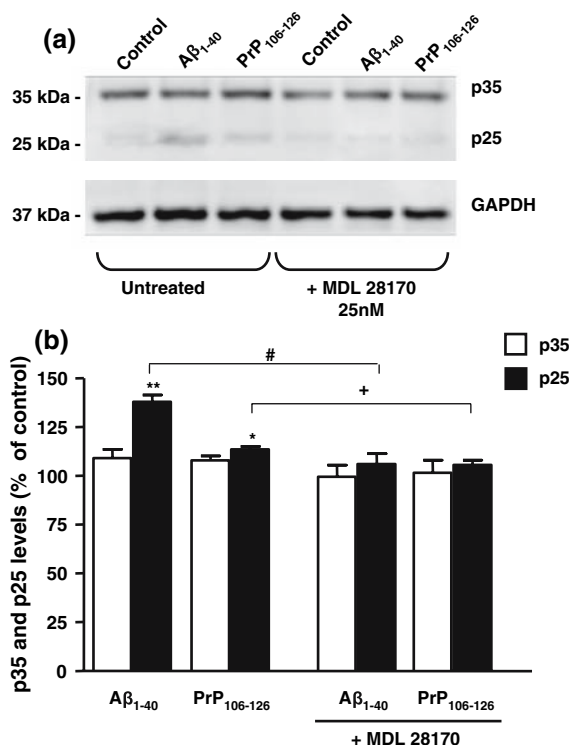 (a)
Control Aβ1-40 PrP106-126 Control Aβ1-40 PrP106-126
35 kDa - p35
25 kDa - p25
37 kDa - GAPDH
Untreated + MDL 28170
25nM
(b)
# p35
p25
+
** *
p35 and p25 levels (% of control)
150
125
100
75
50
25
0
Aβ1-40 PrP106-126 Aβ1-40 PrP106-126
+ MDL 28170